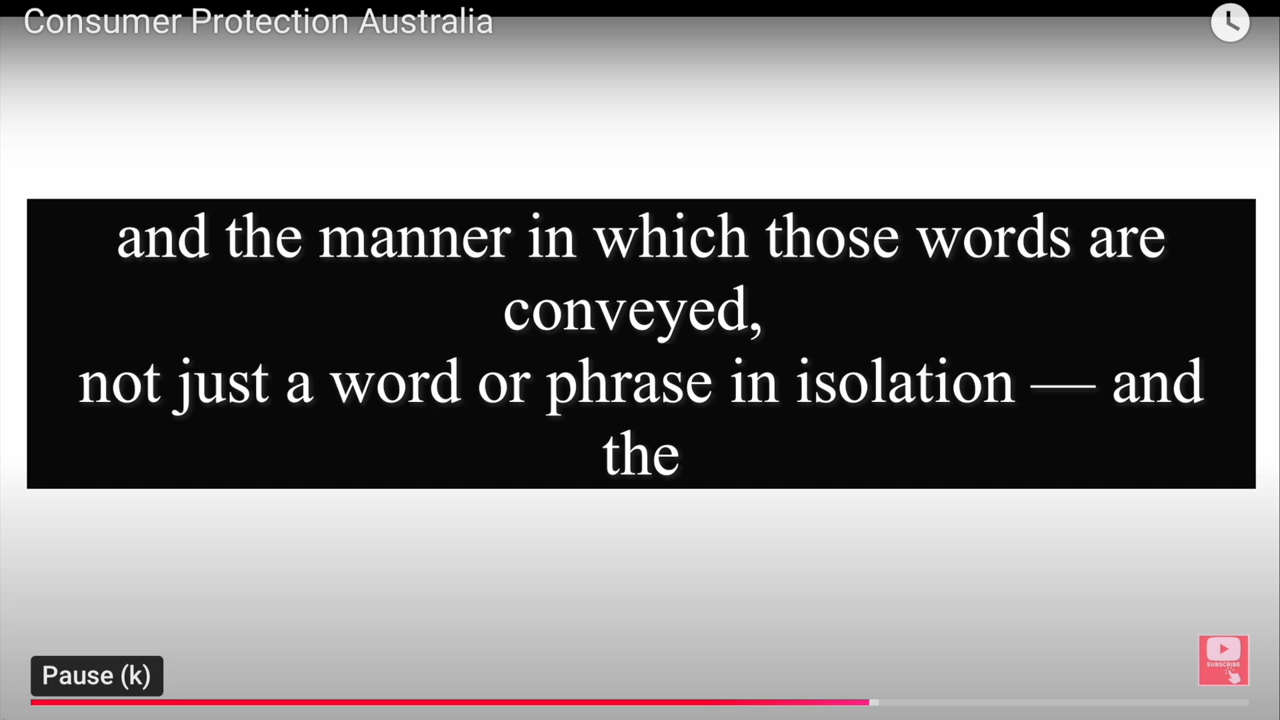 Consumer Protection Australia
and the manner in which those words are
conveyed,
not just a word or phrase in isolation — and
the
SUBSCRIBE
Pause (k)